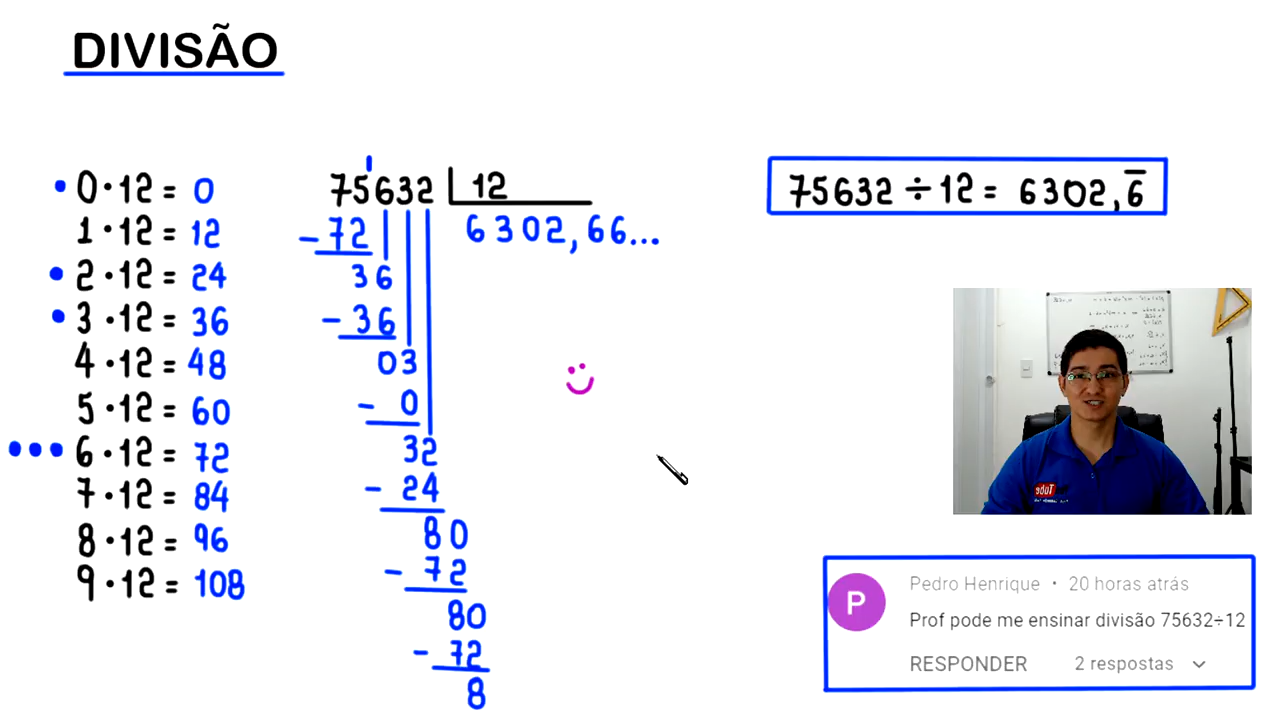 DIVISÃO
0·12 = 0
1·12 = 12
2·12 = 24
3·12 = 36
4·12 = 48
5·12 = 60
6·12 = 72
7·12 = 84
8·12 = 96
9·12 = 108
75632 12
-72 6302,66...
36
-36
03
-0
32
-24
80
-72
80
-72
8
75632 ÷ 12 = 6302,6̅
P
Pedro Henrique • 20 horas atrás
Prof pode me ensinar divisão 75632÷12
RESPONDER 2 respostas